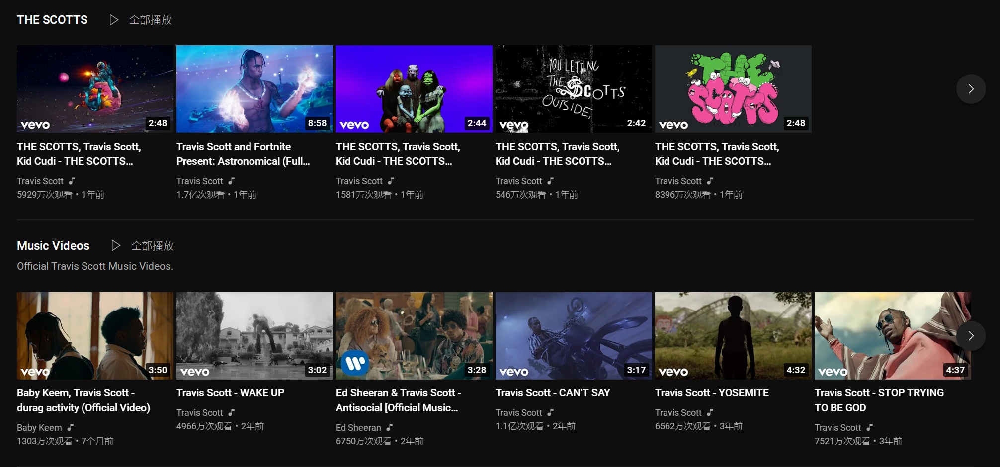 THE SCOTTS 全部播放
vevo 2:48
8:58
vevo 2:44
YOU LETTING
THE SCOTTS
OUTSIDE,
vevo 2:42
THE
SCOTTS
vevo 2:48
THE SCOTTS, Travis Scott,
Kid Cudi - THE SCOTTS...
Travis Scott
5929万次观看 • 1年前
Travis Scott and Fortnite
Present: Astronomical (Full...
Travis Scott
1.7亿次观看 • 1年前
THE SCOTTS, Travis Scott,
Kid Cudi - THE SCOTTS...
Travis Scott
1581万次观看 • 1年前
THE SCOTTS, Travis Scott,
Kid Cudi - THE SCOTTS...
Travis Scott
546万次观看 • 1年前
THE SCOTTS, Travis Scott,
Kid Cudi - THE SCOTTS...
Travis Scott
8396万次观看 • 1年前
Music Videos 全部播放
Official Travis Scott Music Videos.
vevo 3:50
vevo 3:02
3:28
vevo 3:17
vevo 4:32
vevo 4:37
Baby Keem, Travis Scott -
durag activity (Official Video)
Baby Keem
1303万次观看 • 7个月前
Travis Scott - WAKE UP
Travis Scott
4966万次观看 • 2年前
Ed Sheeran & Travis Scott -
Antisocial [Official Music...
Ed Sheeran
6750万次观看 • 2年前
Travis Scott - CAN'T SAY
Travis Scott
1.1亿次观看 • 2年前
Travis Scott - YOSEMITE
Travis Scott
6562万次观看 • 3年前
Travis Scott - STOP TRYING
TO BE GOD
Travis Scott
7521万次观看 • 3年前